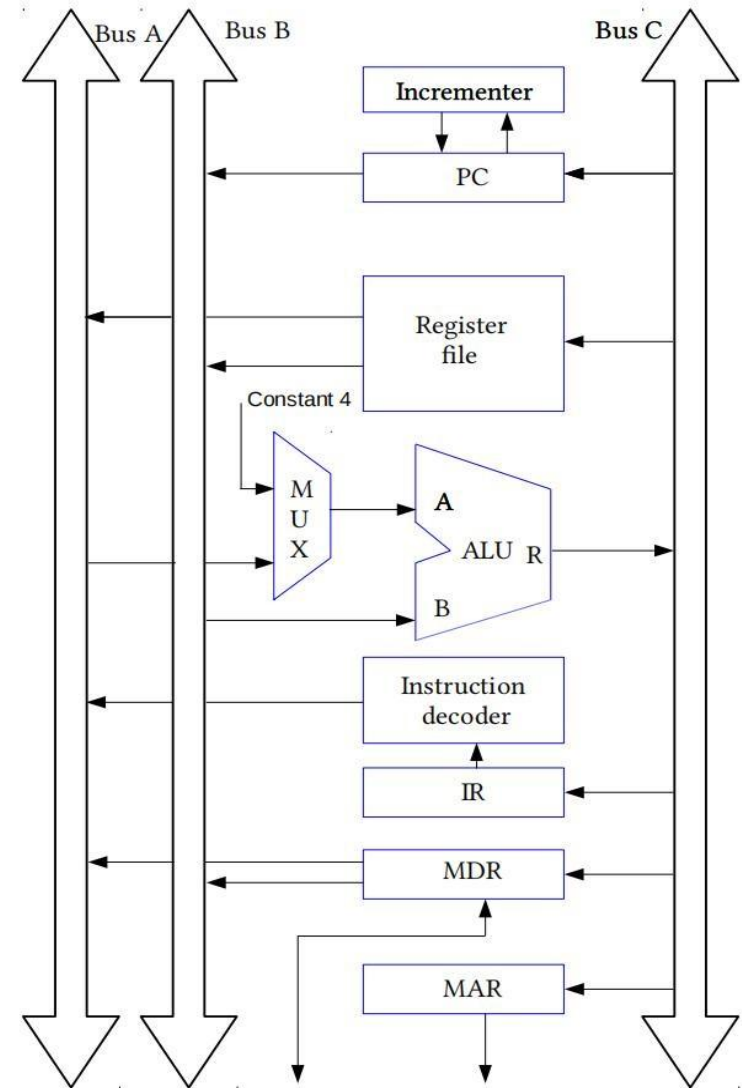 Bus A
Bus B
Bus C
Incrementer
PC
Register
file
Constant 4
M
U
X
A
ALU
R
B
Instruction
decoder
IR
MDR
MAR